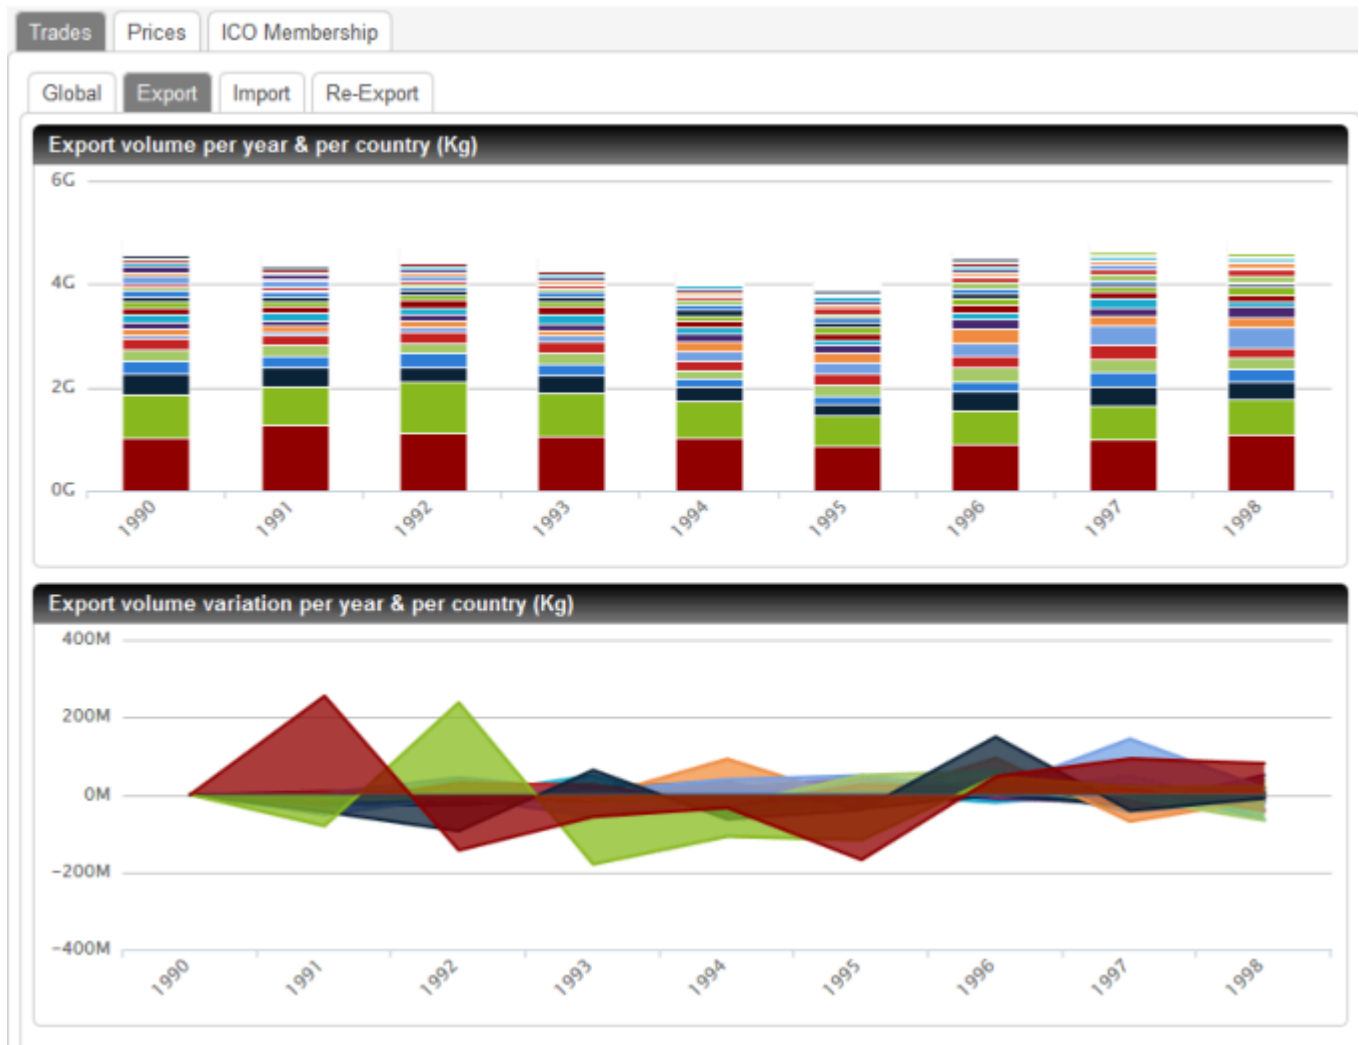 Trades Prices ICO Membership
Global Export Import Re-Export
Export volume per year & per country (Kg)
6G
4G
2G
0G
1990 1991 1992 1993 1994 1995 1996 1997 1998
Export volume variation per year & per country (Kg)
400M
200M
0M
-200M
-400M
1990 1991 1992 1993 1994 1995 1996 1997 1998